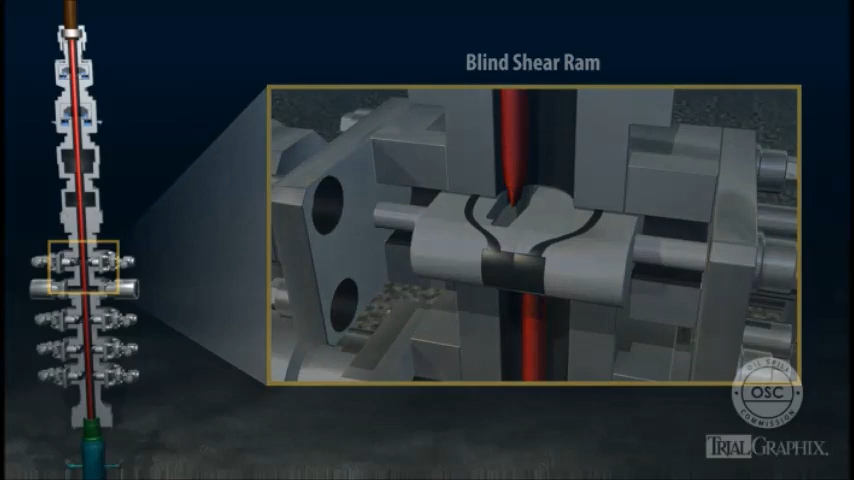 Blind Shear Ram
OIL SPILL
OSC
COMMISSION
TRIALGRAPHIX.